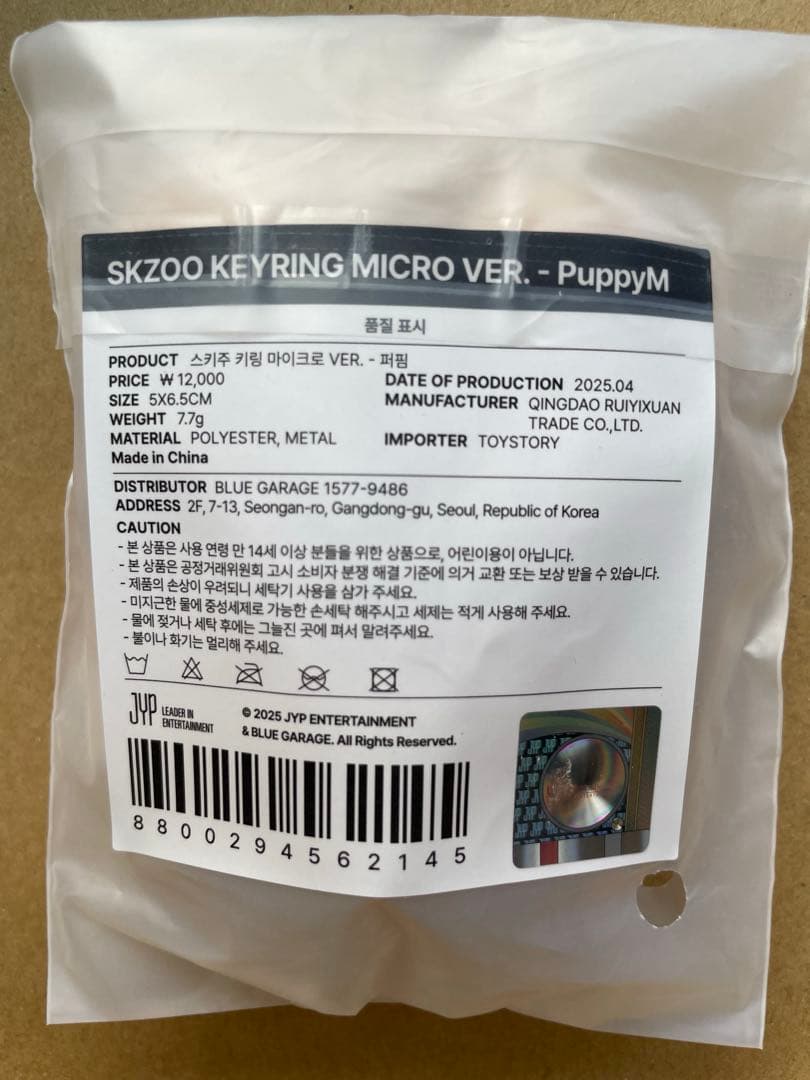 SKZOO KEYRING MICRO VER. - PuppyM
품질 표시
PRODUCT 스키주 키링 마이크로 VER. - 퍼핌
PRICE ₩ 12,000
SIZE 5X6.5CM
WEIGHT 7.7g
MATERIAL POLYESTER, METAL
Made in China
DATE OF PRODUCTION 2025.04
MANUFACTURER QINGDAO RUIYIXUAN
TRADE CO.,LTD.
IMPORTER TOYSTORY
DISTRIBUTOR BLUE GARAGE 1577-9486
ADDRESS 2F, 7-13, Seongan-ro, Gangdong-gu, Seoul, Republic of Korea
CAUTION
- 본 상품은 사용 연령 만 14세 이상 분들을 위한 상품으로, 어린이용이 아닙니다.
- 본 상품은 공정거래위원회 고시 소비자 분쟁 해결 기준에 의거 교환 또는 보상 받을 수 있습니다.
- 제품의 손상이 우려되니 세탁기 사용을 삼가 주세요.
- 미지근한 물에 중성세제로 가능한 손세탁 해주시고 세제는 적게 사용해 주세요.
- 물에 젖거나 세탁 후에는 그늘진 곳에 펴서 말려주세요.
- 불이나 화기는 멀리해 주세요.
JYP LEADER IN
ENTERTAINMENT
© 2025 JYP ENTERTAINMENT
& BLUE GARAGE. All Rights Reserved.
8800294562145